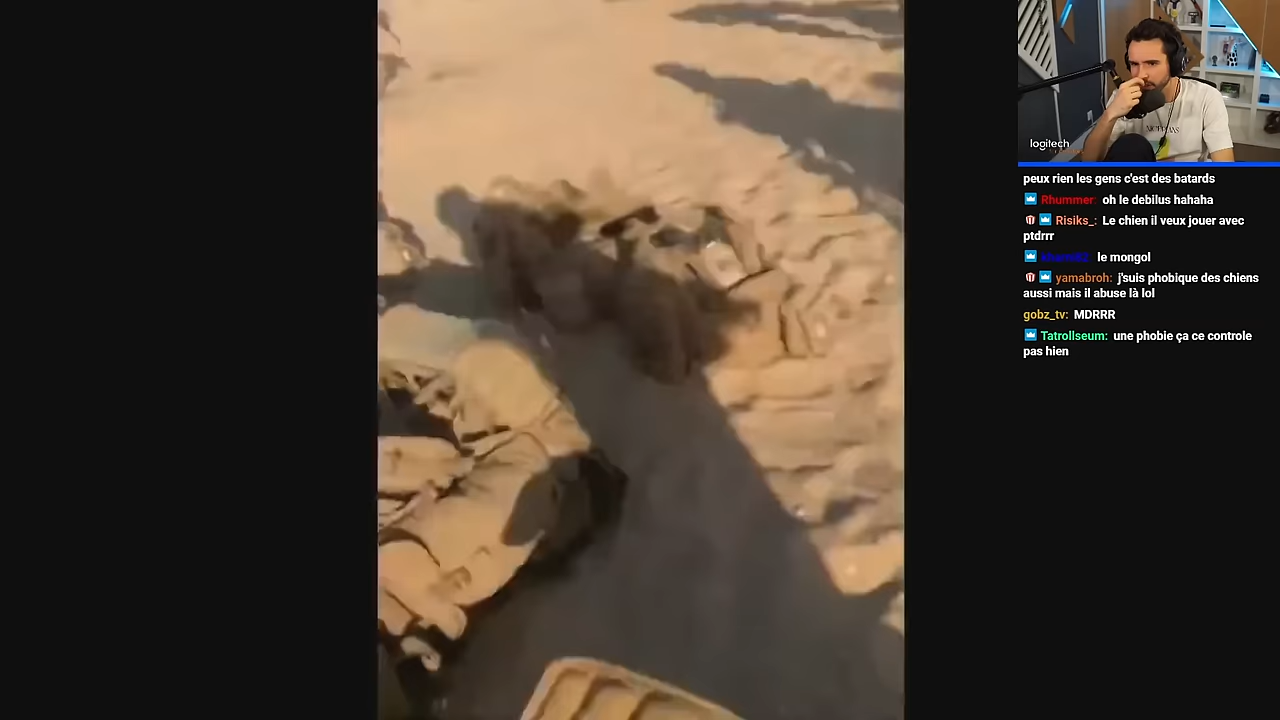 logitech
peux rien les gens c'est des batards
Rhummer: oh le debilus hahaha
Risiks_: Le chien il veux jouer avec
ptdrrr
le mongol
yamabroh: j'suis phobique des chiens
aussi mais il abuse là lol
gobz_tv: MDRRR
Tatrollseum: une phobie ça ce controle
pas hien